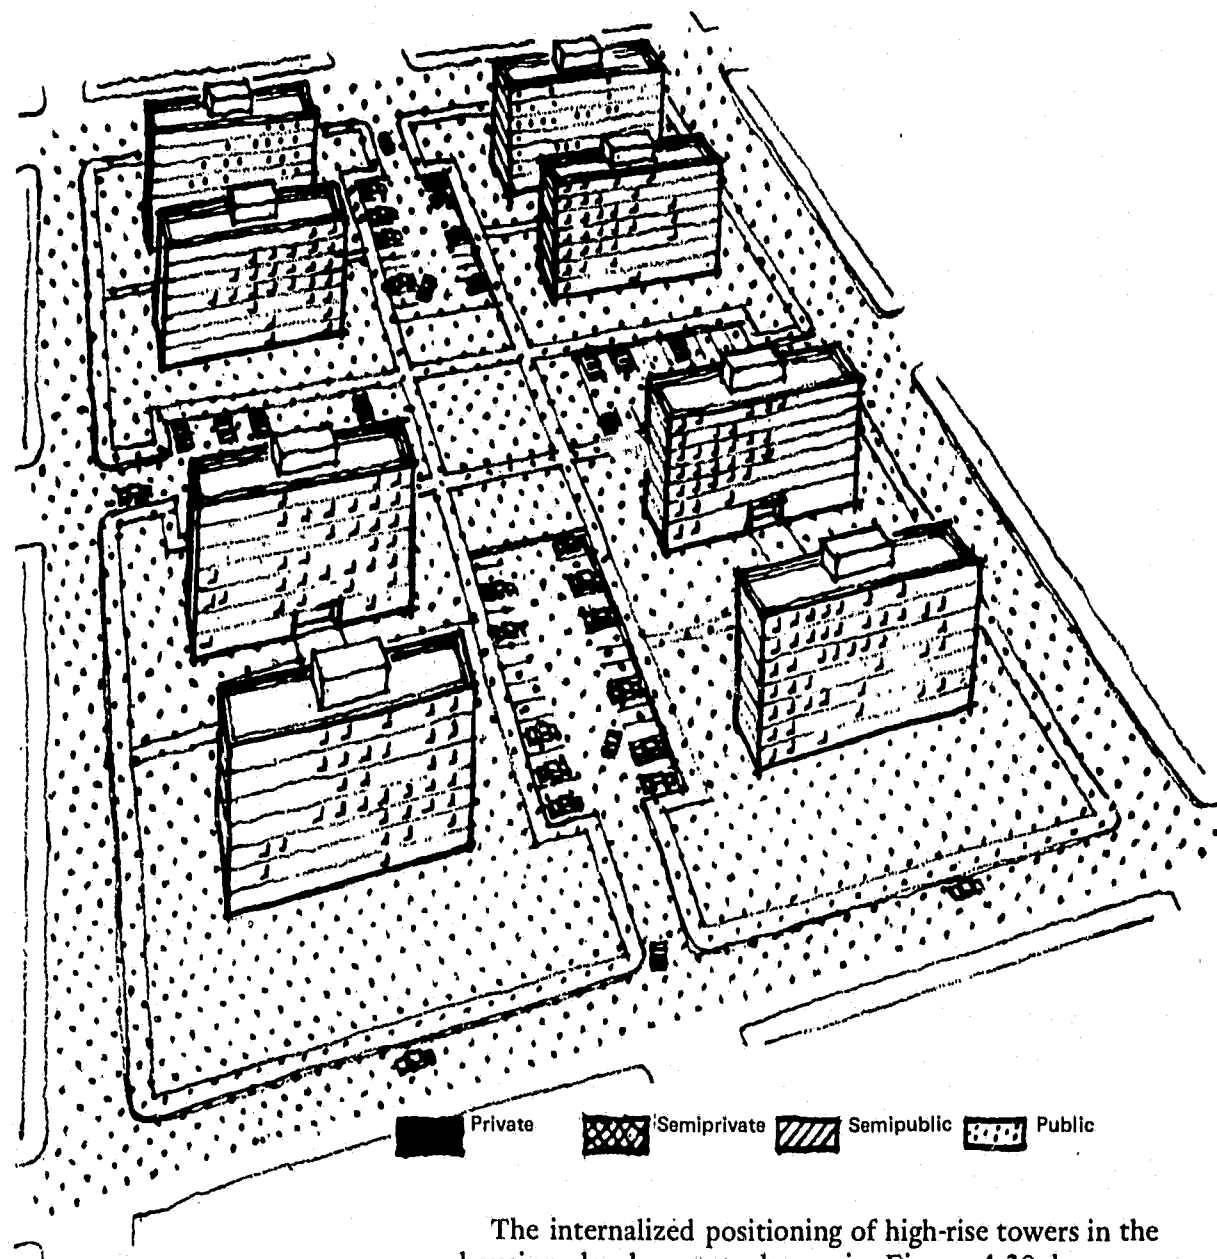 Private Semiprivate Semipublic Public
The internalized positioning of high-rise towers in the